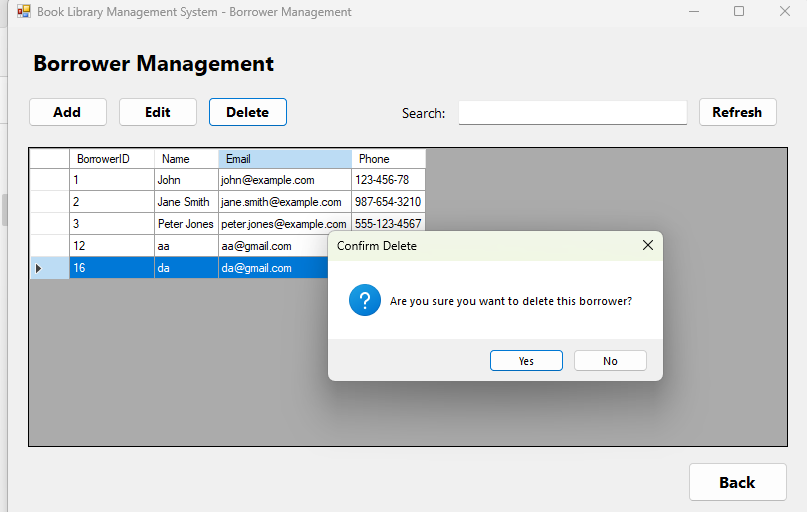 Book Library Management System - Borrower Management
Borrower Management
Add Edit Delete Search: Refresh
BorrowerID Name Email Phone
1 John john@example.com 123-456-78
2 Jane Smith jane.smith@example.com 987-654-3210
3 Peter Jones peter.jones@example.com 555-123-4567
12 aa aa@gmail.com
16 da da@gmail.com
Confirm Delete
? Are you sure you want to delete this borrower?
Yes No
Back